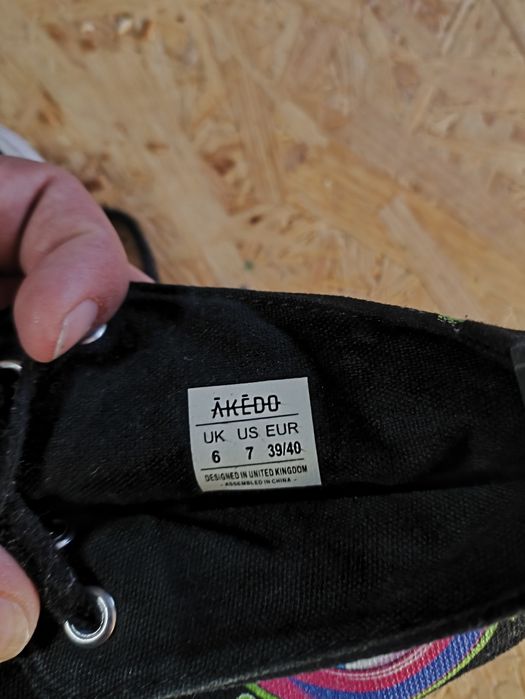 ĀKĒDO
UK US EUR
6 7 39/40
DESIGNED IN UNITED KINGDOM
- ASSEMBLED IN CHINA -